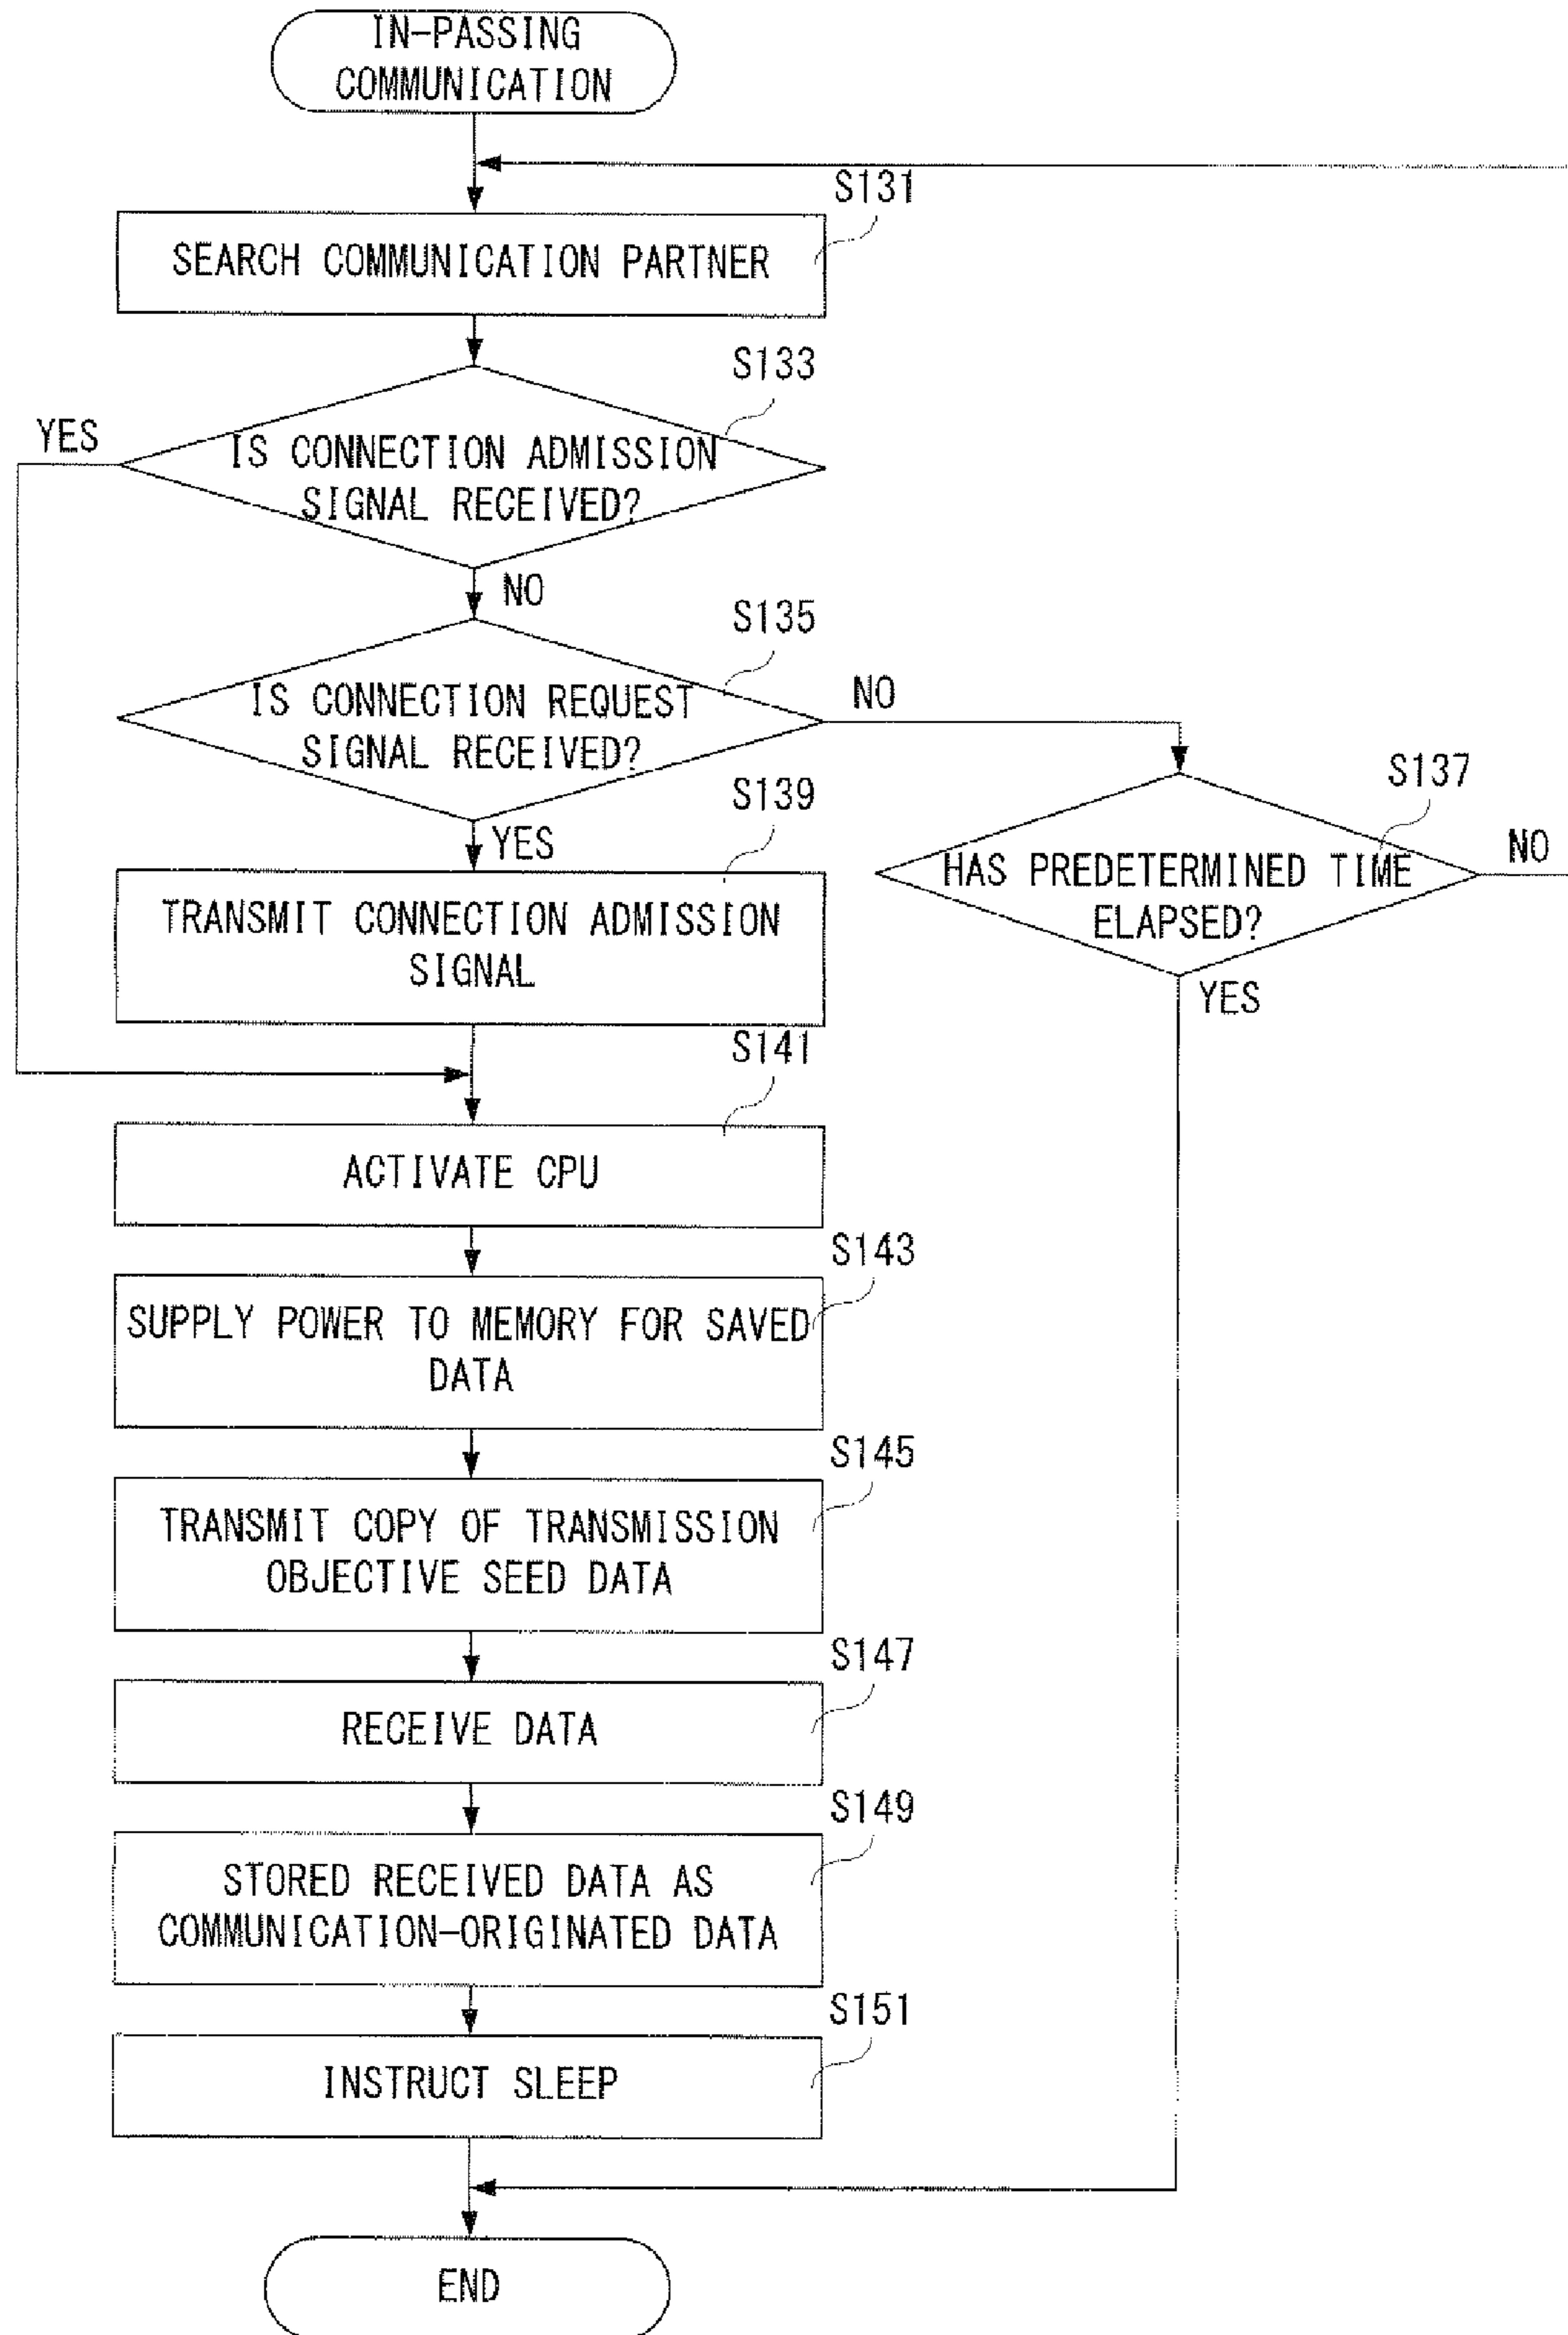 IN-PASSING
COMMUNICATION
S131
SEARCH COMMUNICATION PARTNER
S133
YES
IS CONNECTION ADMISSION
SIGNAL RECEIVED?
NO
S135
IS CONNECTION REQUEST
SIGNAL RECEIVED?
NO
S137
HAS PREDETERMINED TIME
ELAPSED?
NO
YES
YES
S139
TRANSMIT CONNECTION ADMISSION
SIGNAL
S141
ACTIVATE CPU
S143
SUPPLY POWER TO MEMORY FOR SAVED
DATA
S145
TRANSMIT COPY OF TRANSMISSION
OBJECTIVE SEED DATA
S147
RECEIVE DATA
S149
STORED RECEIVED DATA AS
COMMUNICATION-ORIGINATED DATA
S151
INSTRUCT SLEEP
END